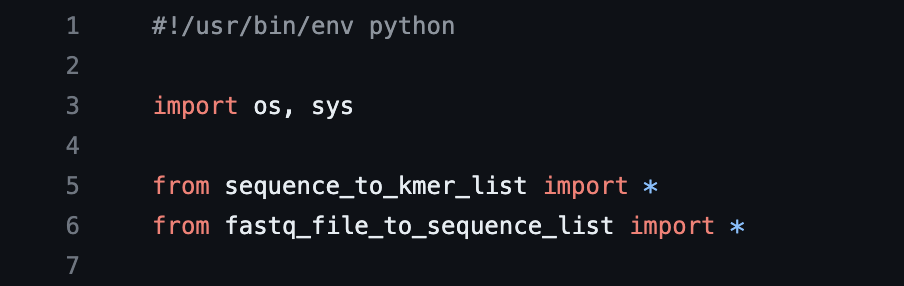 1 #!/usr/bin/env python
2
3 import os, sys
4
5 from sequence_to_kmer_list import *
6 from fastq_file_to_sequence_list import *
7